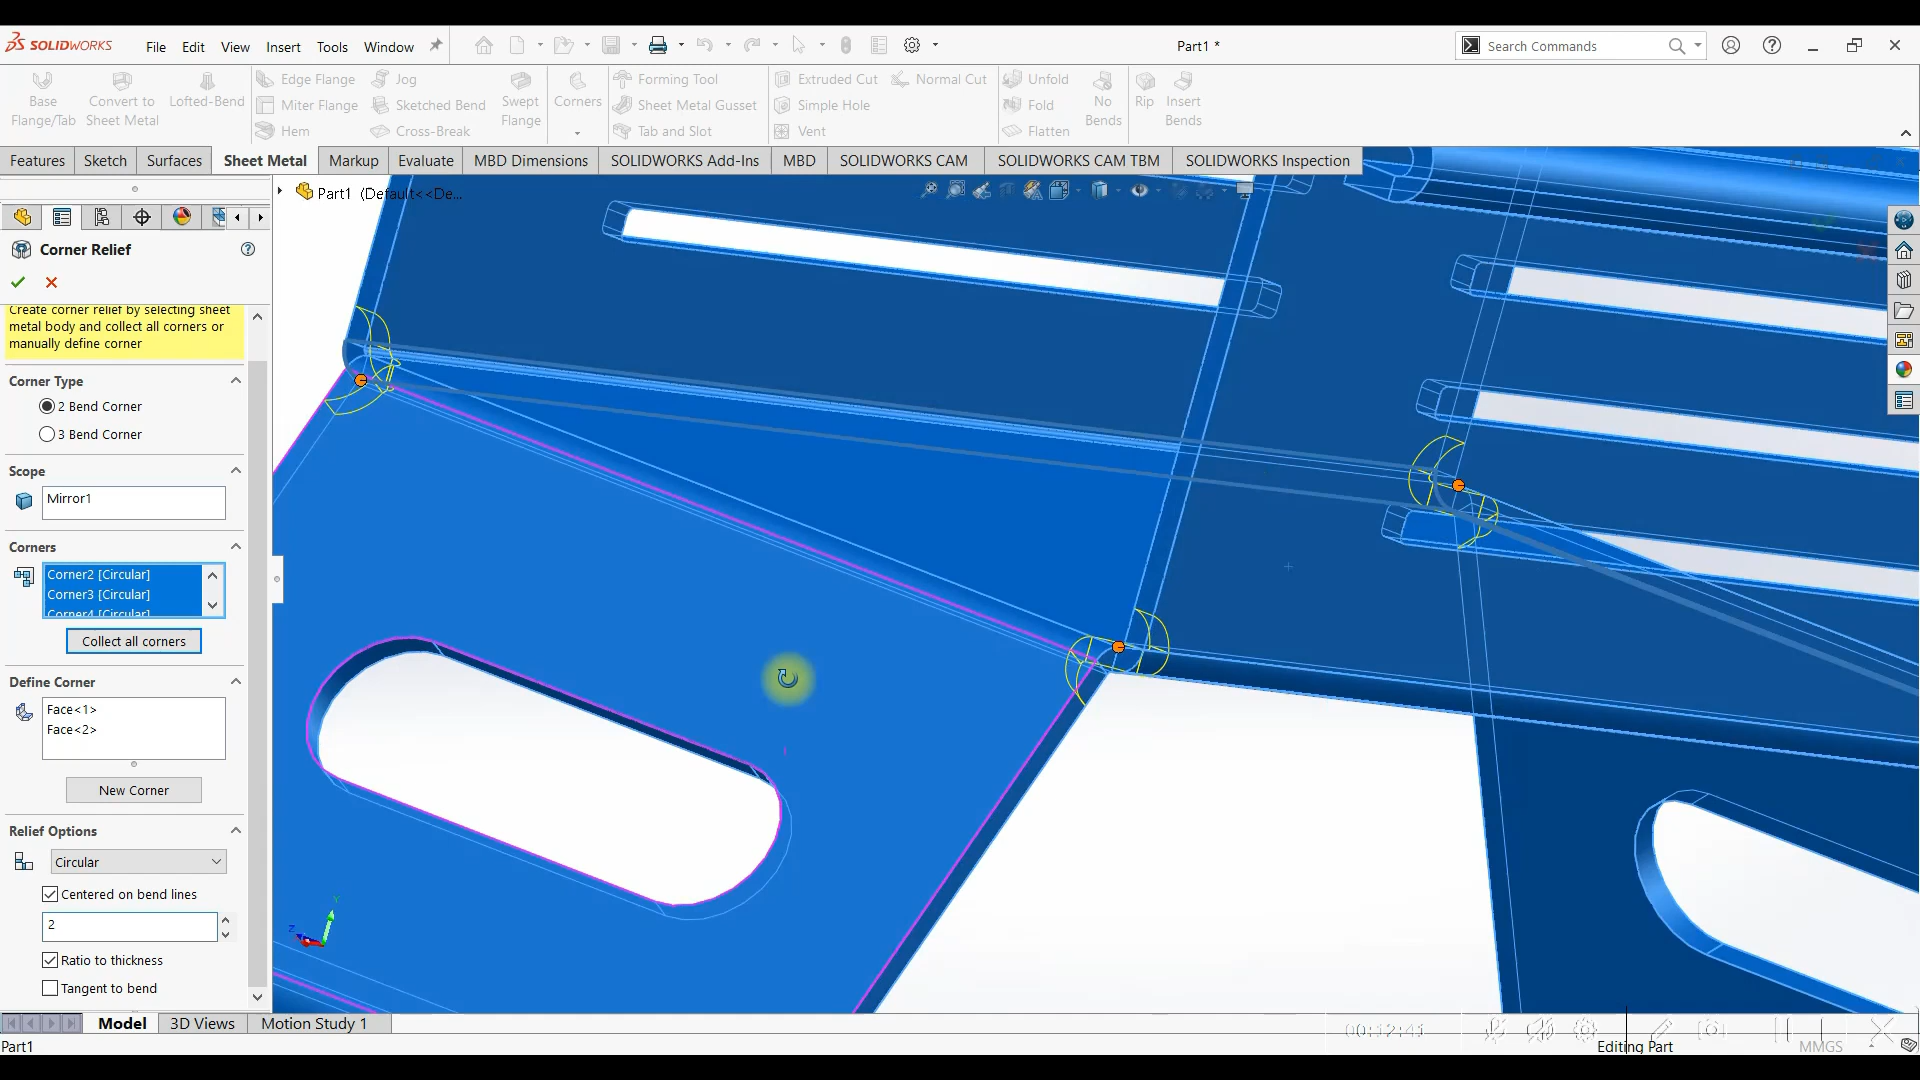 SOLIDWORKS
File Edit View Insert Tools Window
Part1 *
Search Commands
Base Flange/Tab
Convert to Sheet Metal
Lofted-Bend
Edge Flange
Miter Flange
Hem
Jog
Sketched Bend
Cross-Break
Swept Flange
Corners
Forming Tool
Sheet Metal Gusset
Tab and Slot
Extruded Cut
Simple Hole
Vent
Normal Cut
Unfold
Fold
Flatten
No Bends
Rip
Insert Bends
Features Sketch Surfaces Sheet Metal Markup Evaluate MBD Dimensions SOLIDWORKS Add-Ins MBD SOLIDWORKS CAM SOLIDWORKS CAM TBM SOLIDWORKS Inspection
Part1 (Default<<De...
Corner Relief
Create corner relief by selecting sheet
metal body and collect all corners or
manually define corner
Corner Type
2 Bend Corner
3 Bend Corner
Scope
Mirror1
Corners
Corner2 [Circular]
Corner3 [Circular]
Corner4 [Circular]
Collect all corners
Define Corner
Face<1>
Face<2>
New Corner
Relief Options
Circular
Centered on bend lines
2
Ratio to thickness
Tangent to bend
Y
Z
Model 3D Views Motion Study 1
00:12:41
Part1
Editing Part
MMGS